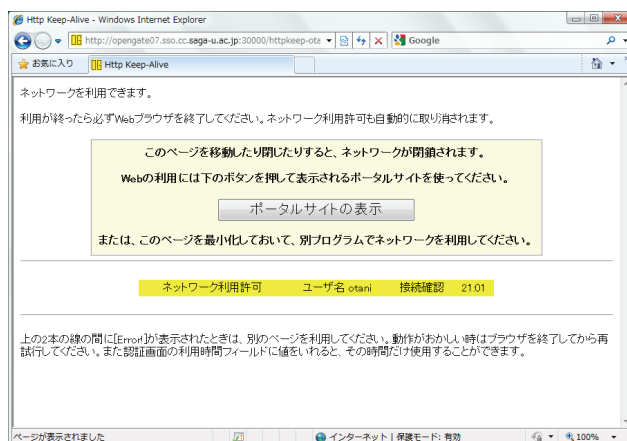 Http Keep-Alive - Windows Internet Explorer
http://opengate07.sso.cc.saga-u.ac.jp:30000/httpkeep-ota
Google
お気に入り
Http Keep-Alive
ネットワークを利用できます。
利用が終ったら必ずWebブラウザを終了してください。ネットワーク利用許可も自動的に取り消されます。
このページを移動したり閉じたりすると、ネットワークが閉鎖されます。
Webの利用には下のボタンを押して表示されるポータルサイトを使ってください。
ポータルサイトの表示
または、このページを最小化しておいて、別プログラムでネットワークを利用してください。
ネットワーク利用許可 ユーザ名 otani 接続確認 21:01
上の2本の線の間に[Error]が表示されたときは、別のページを利用してください。動作がおかしい時はブラウザを終了してから再
試行してください。また認証画面の利用時間フィールドに値をいれると、その時間だけ使用することができます。
ページが表示されました
インターネット | 保護モード: 有効
100%